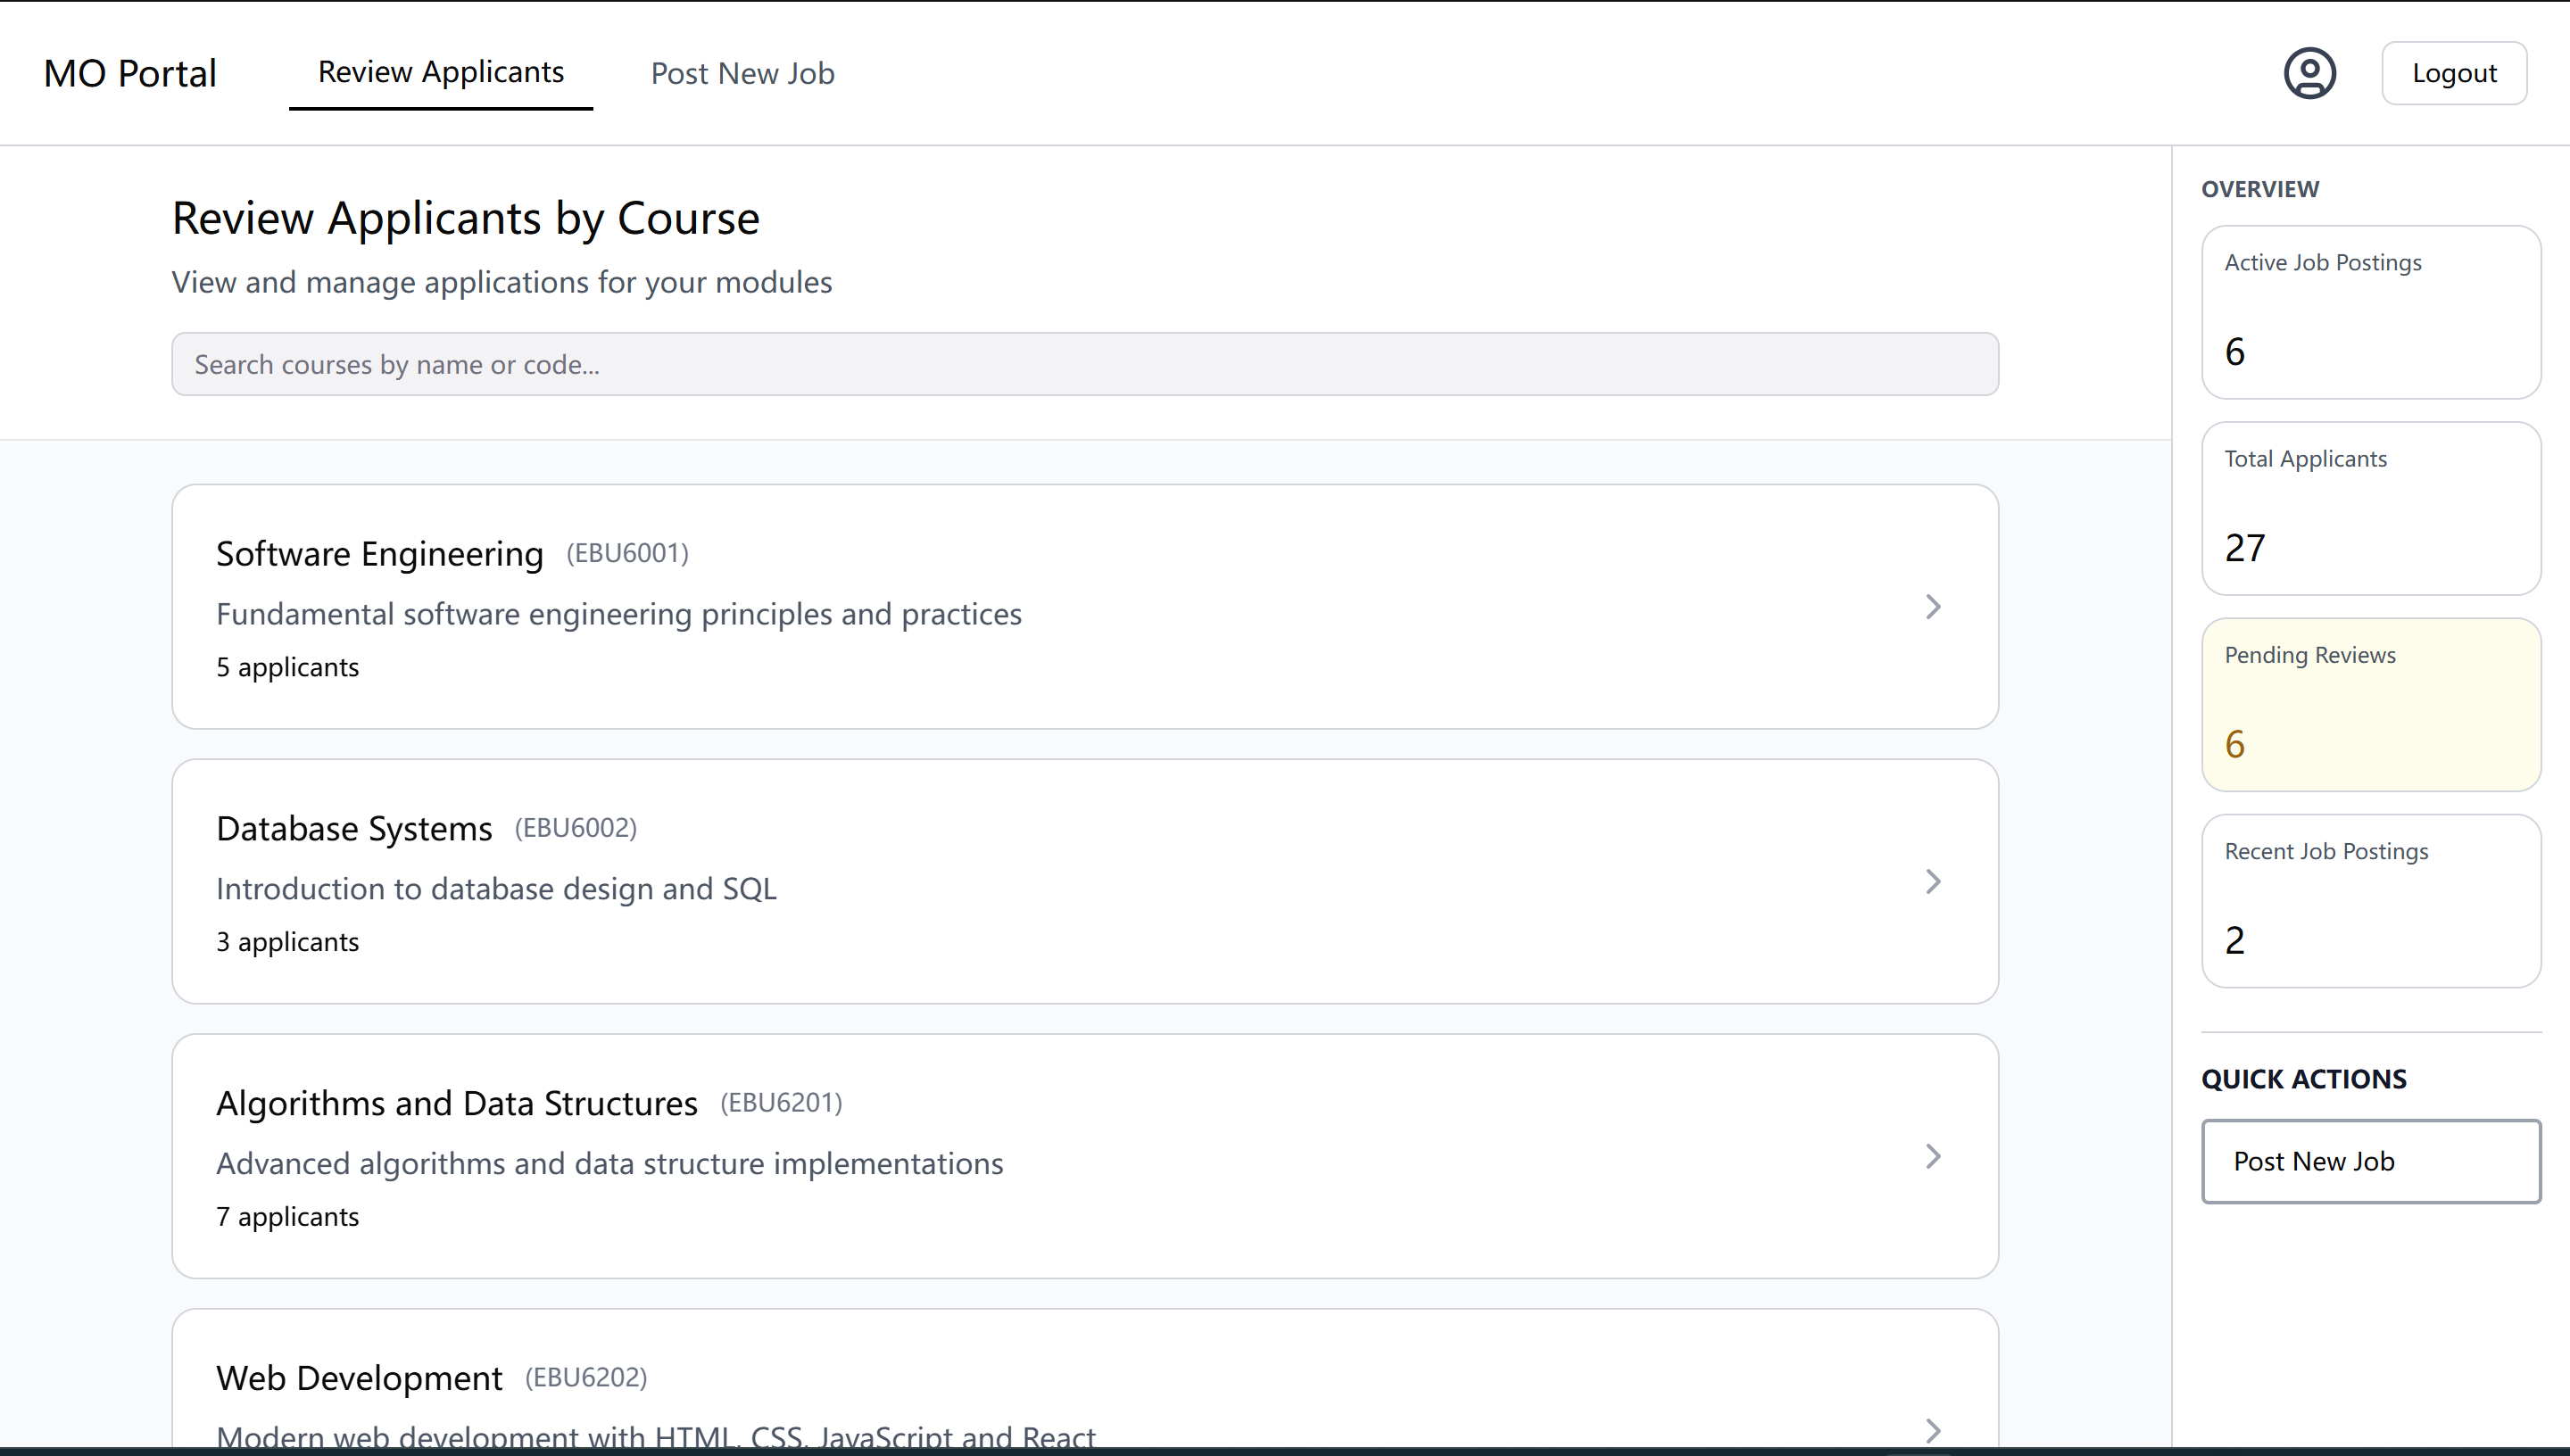 MO Portal
Review Applicants
Post New Job
Logout
Review Applicants by Course
View and manage applications for your modules
Search courses by name or code...
Software Engineering (EBU6001)
Fundamental software engineering principles and practices
5 applicants
Database Systems (EBU6002)
Introduction to database design and SQL
3 applicants
Algorithms and Data Structures (EBU6201)
Advanced algorithms and data structure implementations
7 applicants
Web Development (EBU6202)
Modern web development with HTML, CSS, JavaScript and React
OVERVIEW
Active Job Postings
6
Total Applicants
27
Pending Reviews
6
Recent Job Postings
2
QUICK ACTIONS
Post New Job